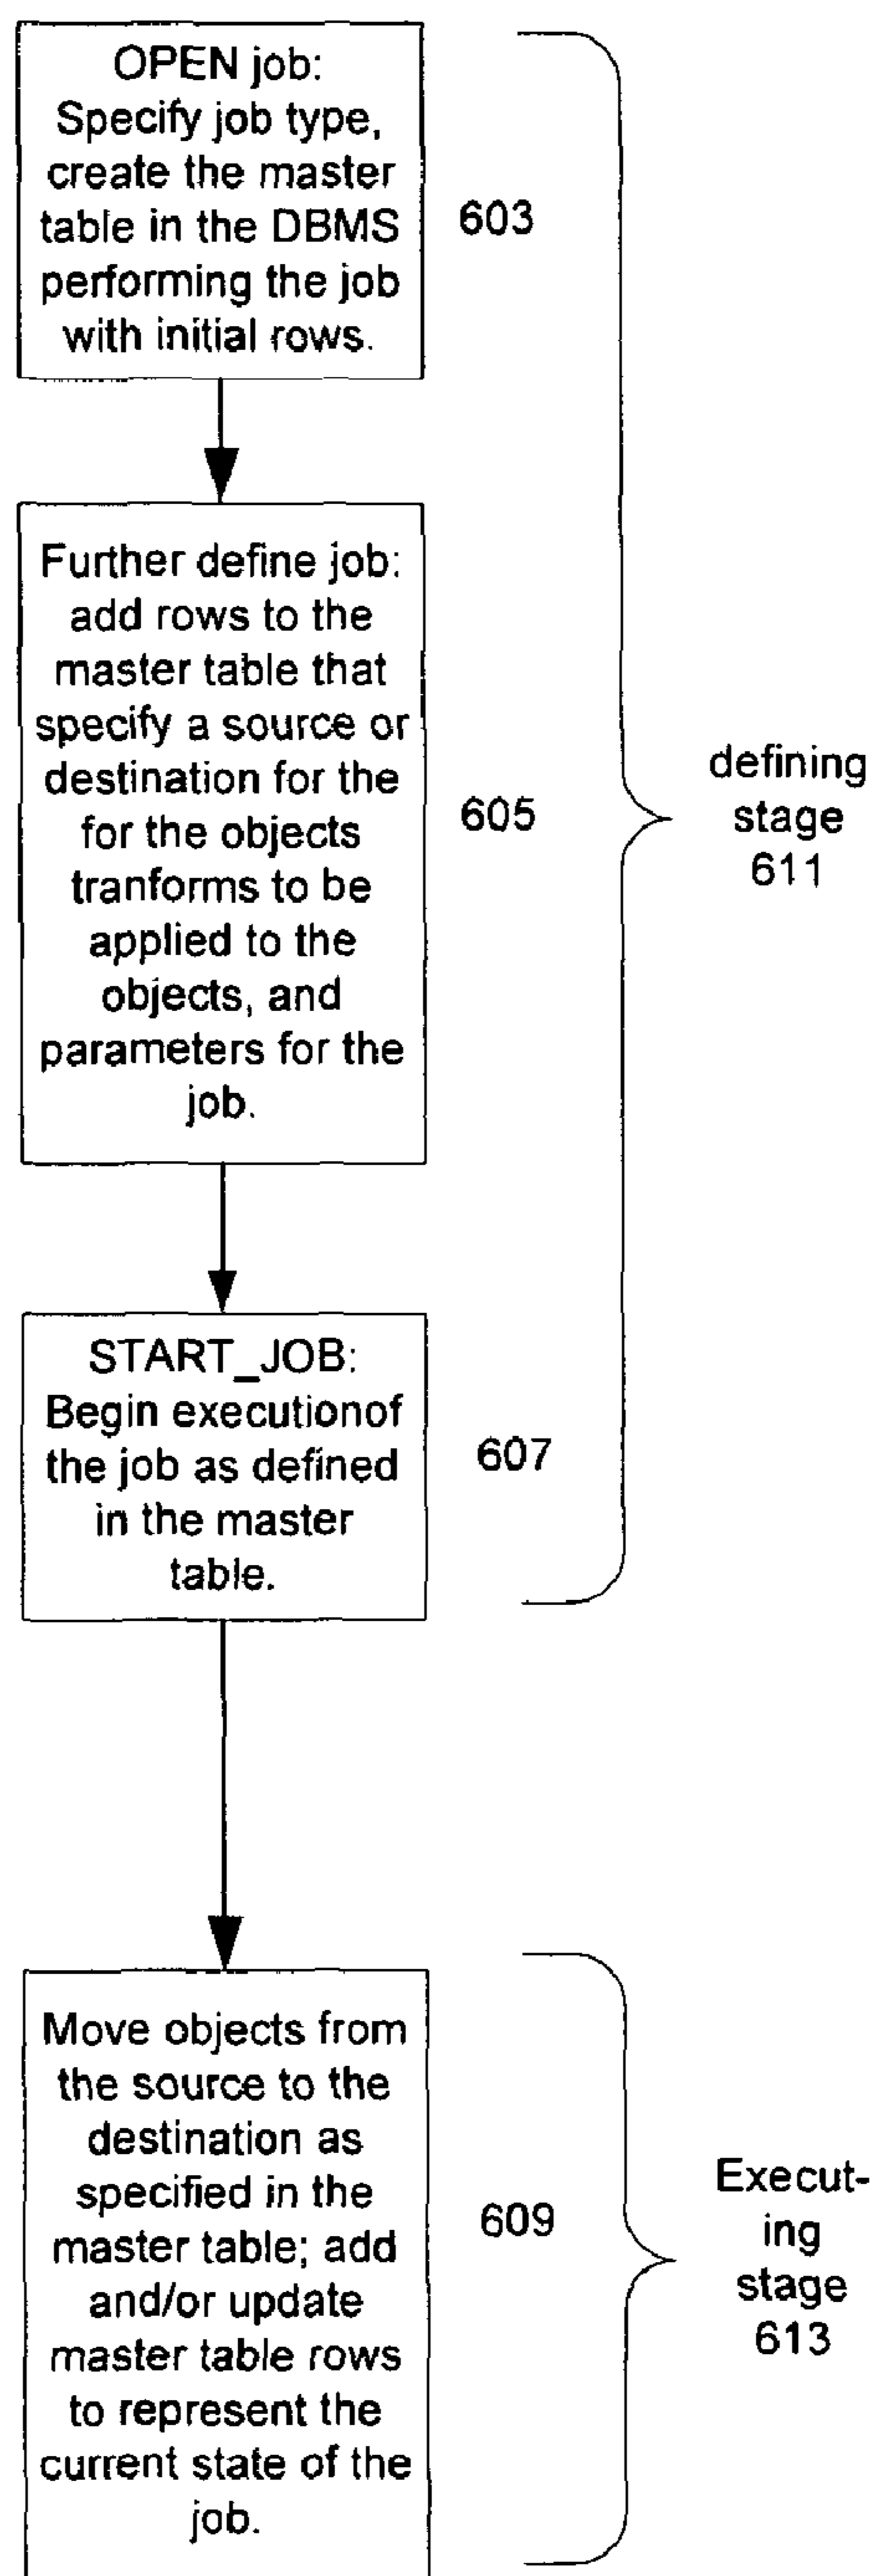 OPEN job:
Specify job type,
create the master
table in the DBMS
performing the job
with initial rows.
603
Further define job:
add rows to the
master table that
specify a source or
destination for the
for the objects
tranforms to be
applied to the
objects, and
parameters for the
job.
605
defining
stage
611
START_JOB:
Begin executionof
the job as defined
in the master
table.
607
Move objects from
the source to the
destination as
specified in the
master table; add
and/or update
master table rows
to represent the
current state of the
job.
609
Execut-
ing
stage
613